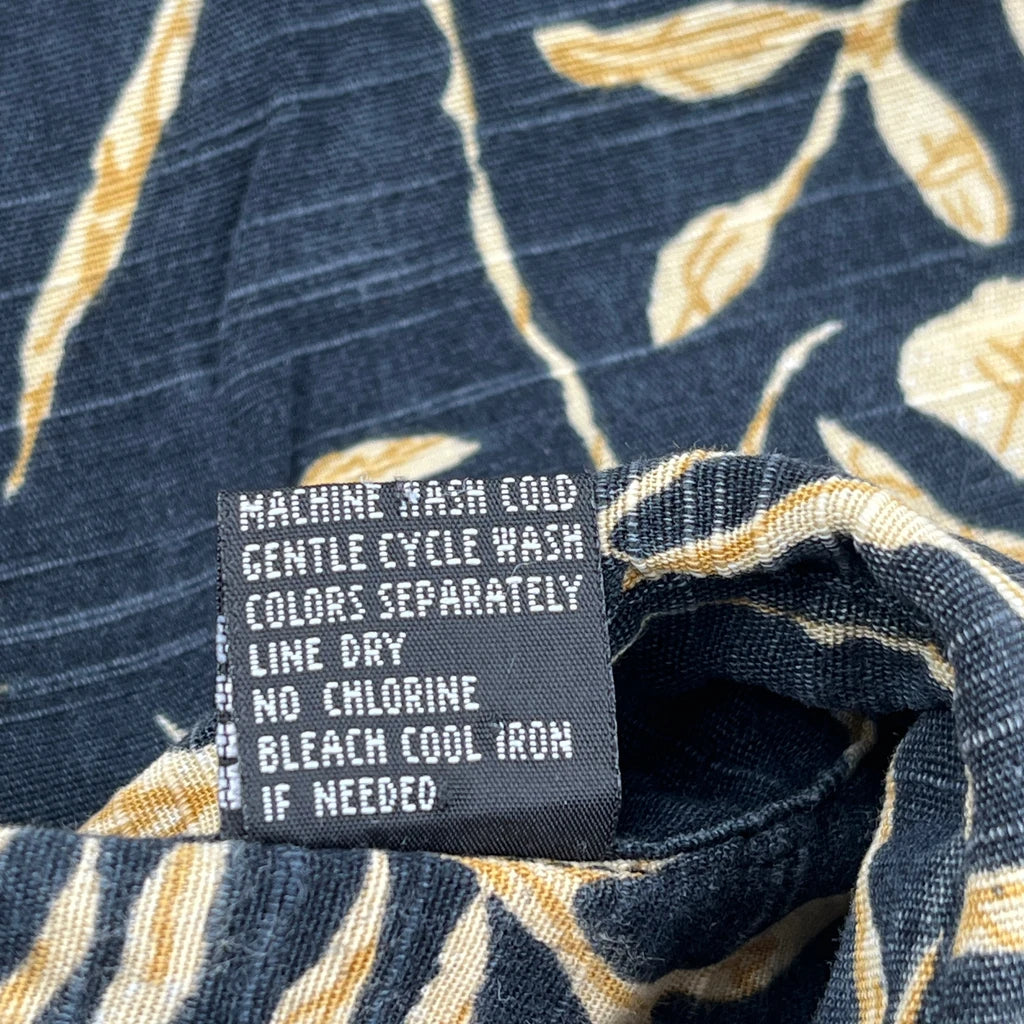 MACHINE WASH COLD
GENTLE CYCLE WASH
COLORS SEPARATELY
LINE DRY
NO CHLORINE
BLEACH COOL IRON
IF NEEDED